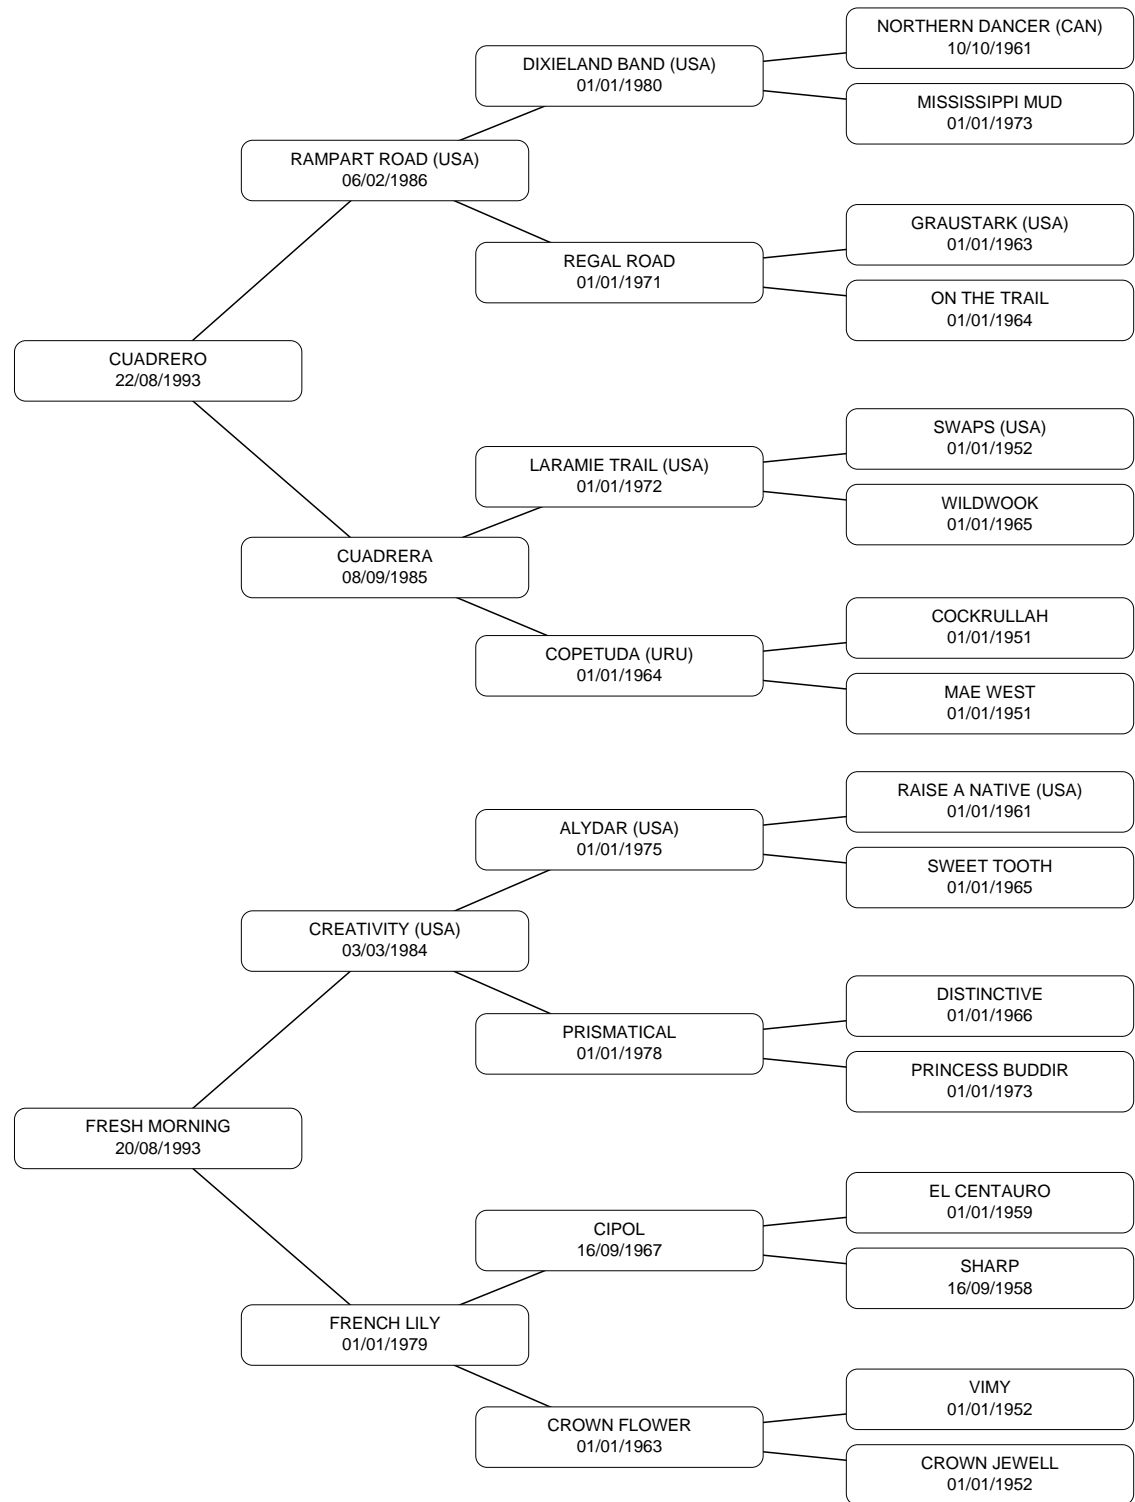 NORTHERN DANCER (CAN)
10/10/1961
DIXIELAND BAND (USA)
01/01/1980
MISSISSIPPI MUD
01/01/1973
RAMPART ROAD (USA)
06/02/1986
GRAUSTARK (USA)
01/01/1963
REGAL ROAD
01/01/1971
ON THE TRAIL
01/01/1964
CUADRERO
22/08/1993
SWAPS (USA)
01/01/1952
LARAMIE TRAIL (USA)
01/01/1972
WILDWOOK
01/01/1965
CUADRERA
08/09/1985
COCKRULLAH
01/01/1951
COPETUDA (URU)
01/01/1964
MAE WEST
01/01/1951
RAISE A NATIVE (USA)
01/01/1961
ALYDAR (USA)
01/01/1975
SWEET TOOTH
01/01/1965
CREATIVITY (USA)
03/03/1984
DISTINCTIVE
01/01/1966
PRISMATICAL
01/01/1978
PRINCESS BUDDIR
01/01/1973
FRESH MORNING
20/08/1993
EL CENTAURO
01/01/1959
CIPOL
16/09/1967
SHARP
16/09/1958
FRENCH LILY
01/01/1979
VIMY
01/01/1952
CROWN FLOWER
01/01/1963
CROWN JEWELL
01/01/1952